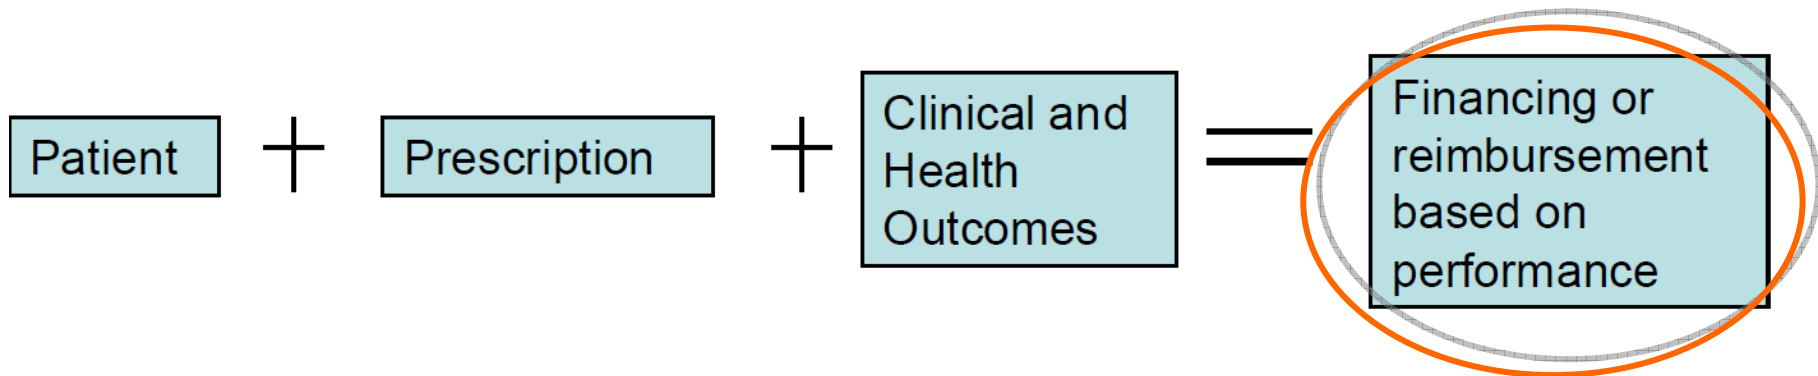 Patient + Prescription + Clinical and
Health
Outcomes = Financing or
reimbursement
based on
performance